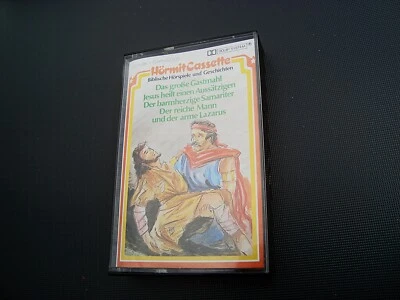 HörmitCassette
Biblische Hörspiele und Geschichten
Das große Gastmahl
Jesus heilt einen Aussätzigen
Der barmherzige Samariter
Der reiche Mann
und der arme Lazarus